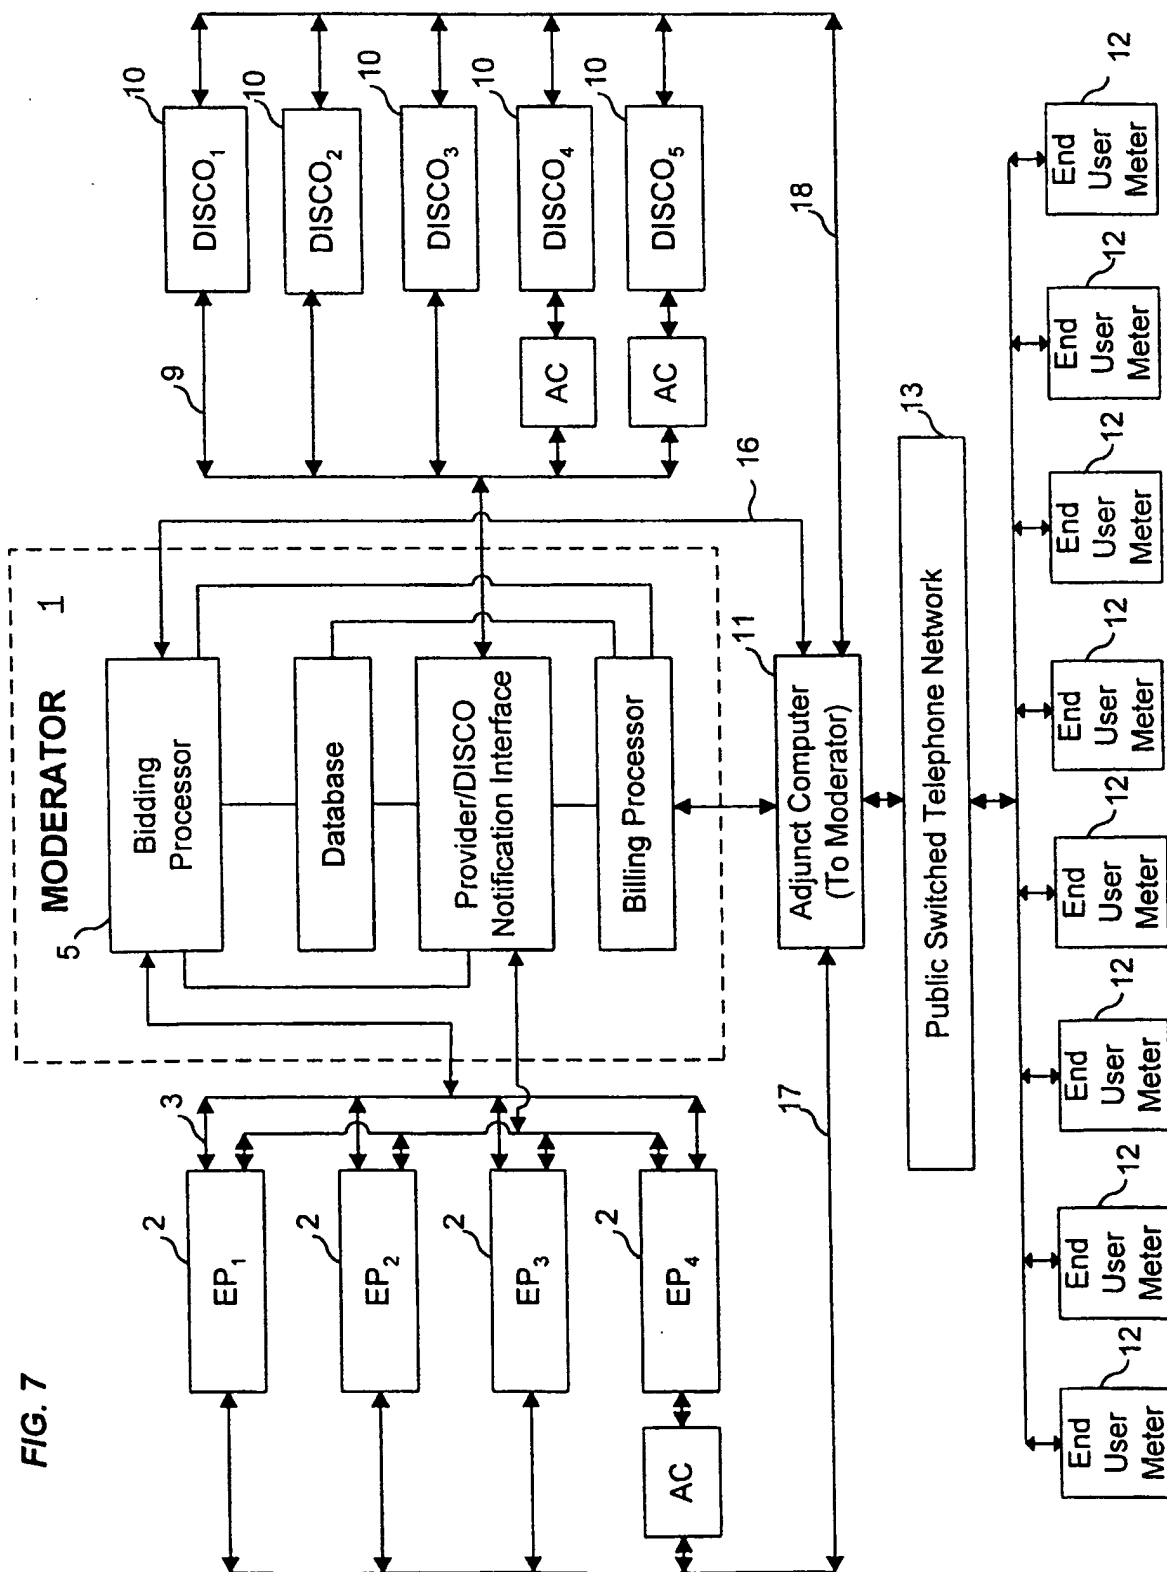 FIG. 7
MODERATOR
1
5
Bidding
Processor
Database
Provider/DISCO
Notification Interface
Billing Processor
3
2
EP1
2
EP2
2
EP3
2
EP4
AC
9
10
DISCO1
10
DISCO2
10
DISCO3
10
DISCO4
10
DISCO5
AC
AC
16
17
18
11
Adjunct Computer
(To Moderator)
13
Public Switched Telephone Network
12
End
User
Meter
12
End
User
Meter
12
End
User
Meter
12
End
User
Meter
12
End
User
Meter
12
End
User
Meter
12
End
User
Meter
12
End
User
Meter